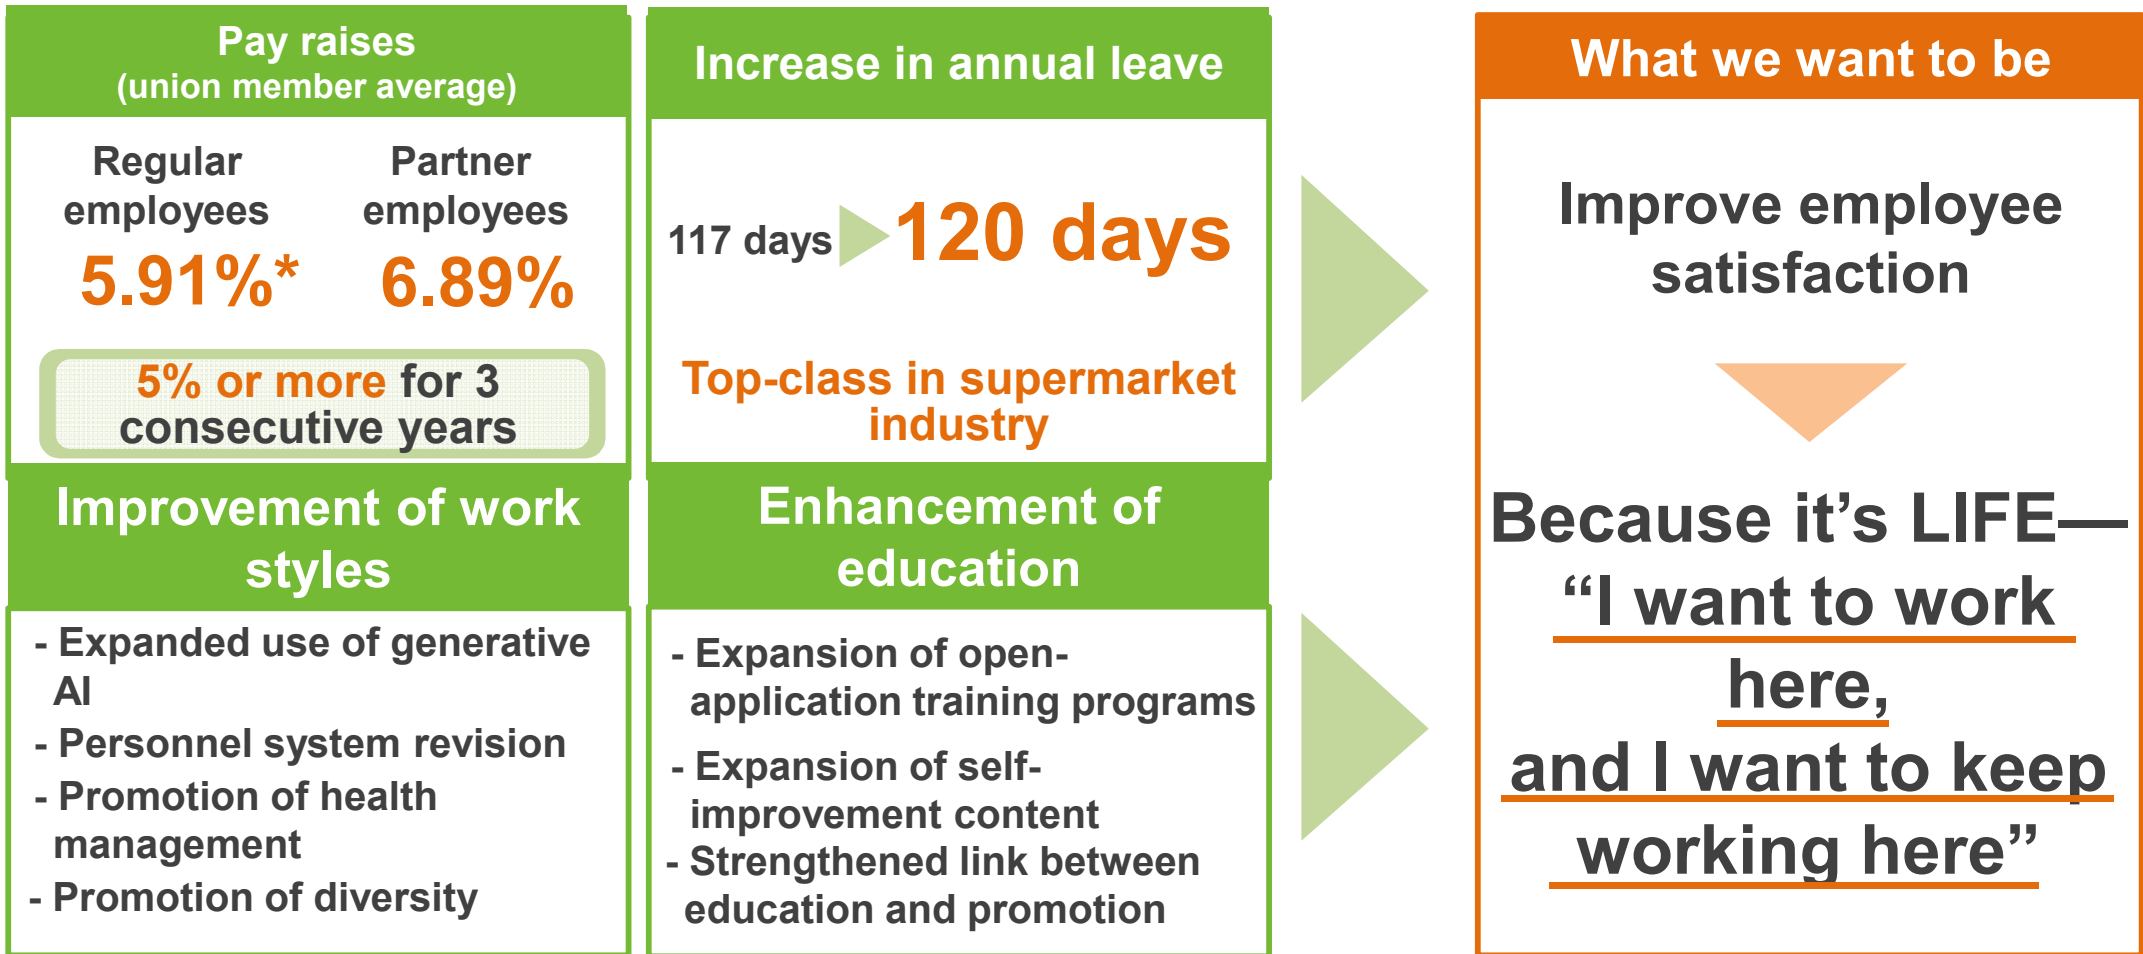 Pay raises
(union member average)
Regular
employees
5.91%*
Partner
employees
6.89%
5% or more for 3
consecutive years
Increase in annual leave
117 days
120 days
Top-class in supermarket
industry
Improvement of work
styles
- Expanded use of generative
AI
- Personnel system revision
- Promotion of health
management
- Promotion of diversity
Enhancement of
education
- Expansion of open-
application training programs
- Expansion of self-
improvement content
- Strengthened link between
education and promotion
What we want to be
Improve employee
satisfaction
Because it’s LIFE—
“I want to work
here,
and I want to keep
working here”